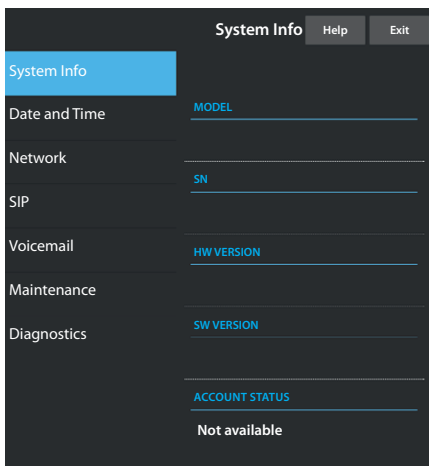 System Info Help Exit
System Info
Date and Time
Network
SIP
Voicemail
Maintenance
Diagnostics
MODEL
SN
HW VERSION
SW VERSION
ACCOUNT STATUS
Not available